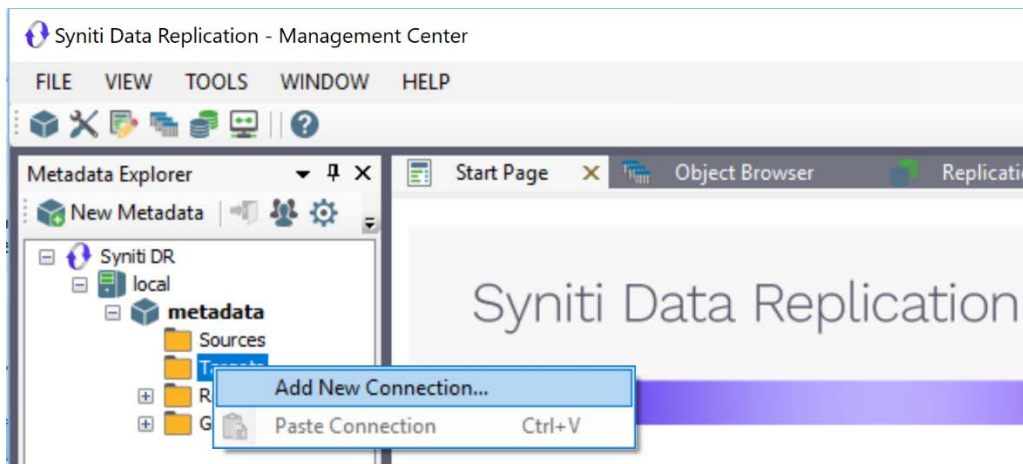 Syniti Data Replication - Management Center
FILE VIEW TOOLS WINDOW HELP
Metadata Explorer
Start Page Object Browser Replicati
New Metadata
Syniti DR
local
metadata
Sources
Syniti Data Replication
Add New Connection...
R
Paste Connection Ctrl+V
G